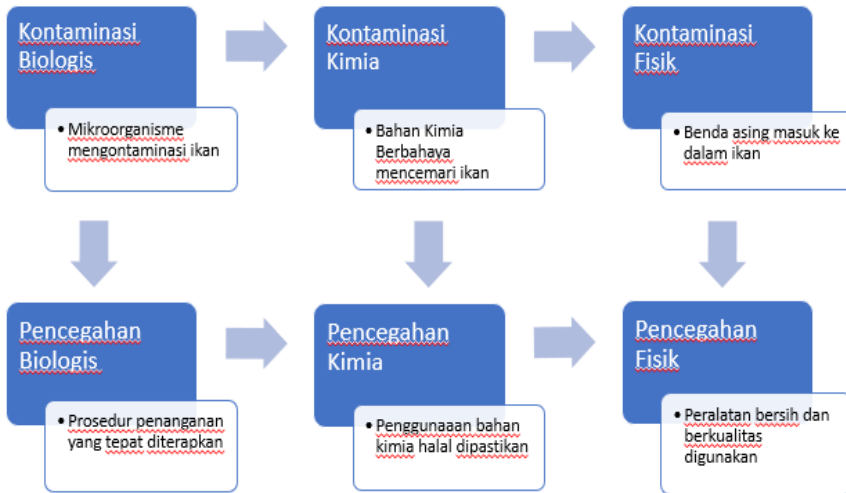 Kontaminasi
Biologis
• Mikroorganisme
mengontaminasi ikan
Kontaminasi
Kimia
• Bahan Kimia
Berbahaya
mencemari ikan
Kontaminasi
Fisik
• Benda asing masuk ke
dalam ikan
Pencegahan
Biologis
• Prosedur penanganan
yang tepat diterapkan
Pencegahan
Kimia
• Penggunaaan bahan
kimia halal dipastikan
Pencegahan
Fisik
• Peralatan bersih dan
berkualitas
digunakan